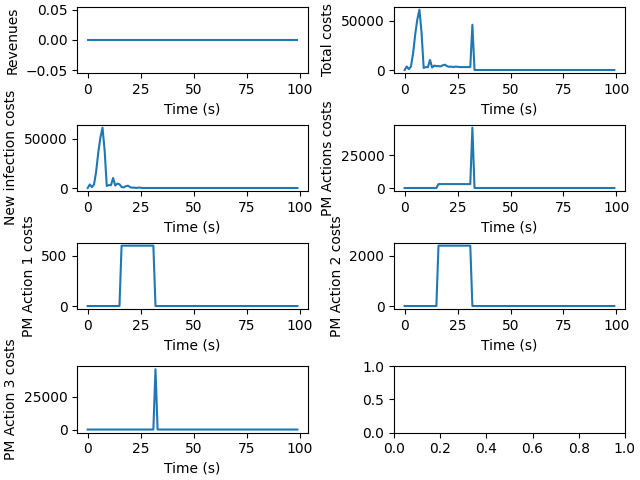 Revenues
0.05
0.00
−0.05
0 25 50 75 100
Time (s)
Total costs
50000
0
0 25 50 75 100
Time (s)
New infection costs
50000
0
0 25 50 75 100
Time (s)
PM Actions costs
25000
0
0 25 50 75 100
Time (s)
PM Action 1 costs
500
0
0 25 50 75 100
Time (s)
PM Action 2 costs
2000
0
0 25 50 75 100
Time (s)
PM Action 3 costs
25000
0
0 25 50 75 100
Time (s)
1.0
0.5
0.0
0.0 0.2 0.4 0.6 0.8 1.0